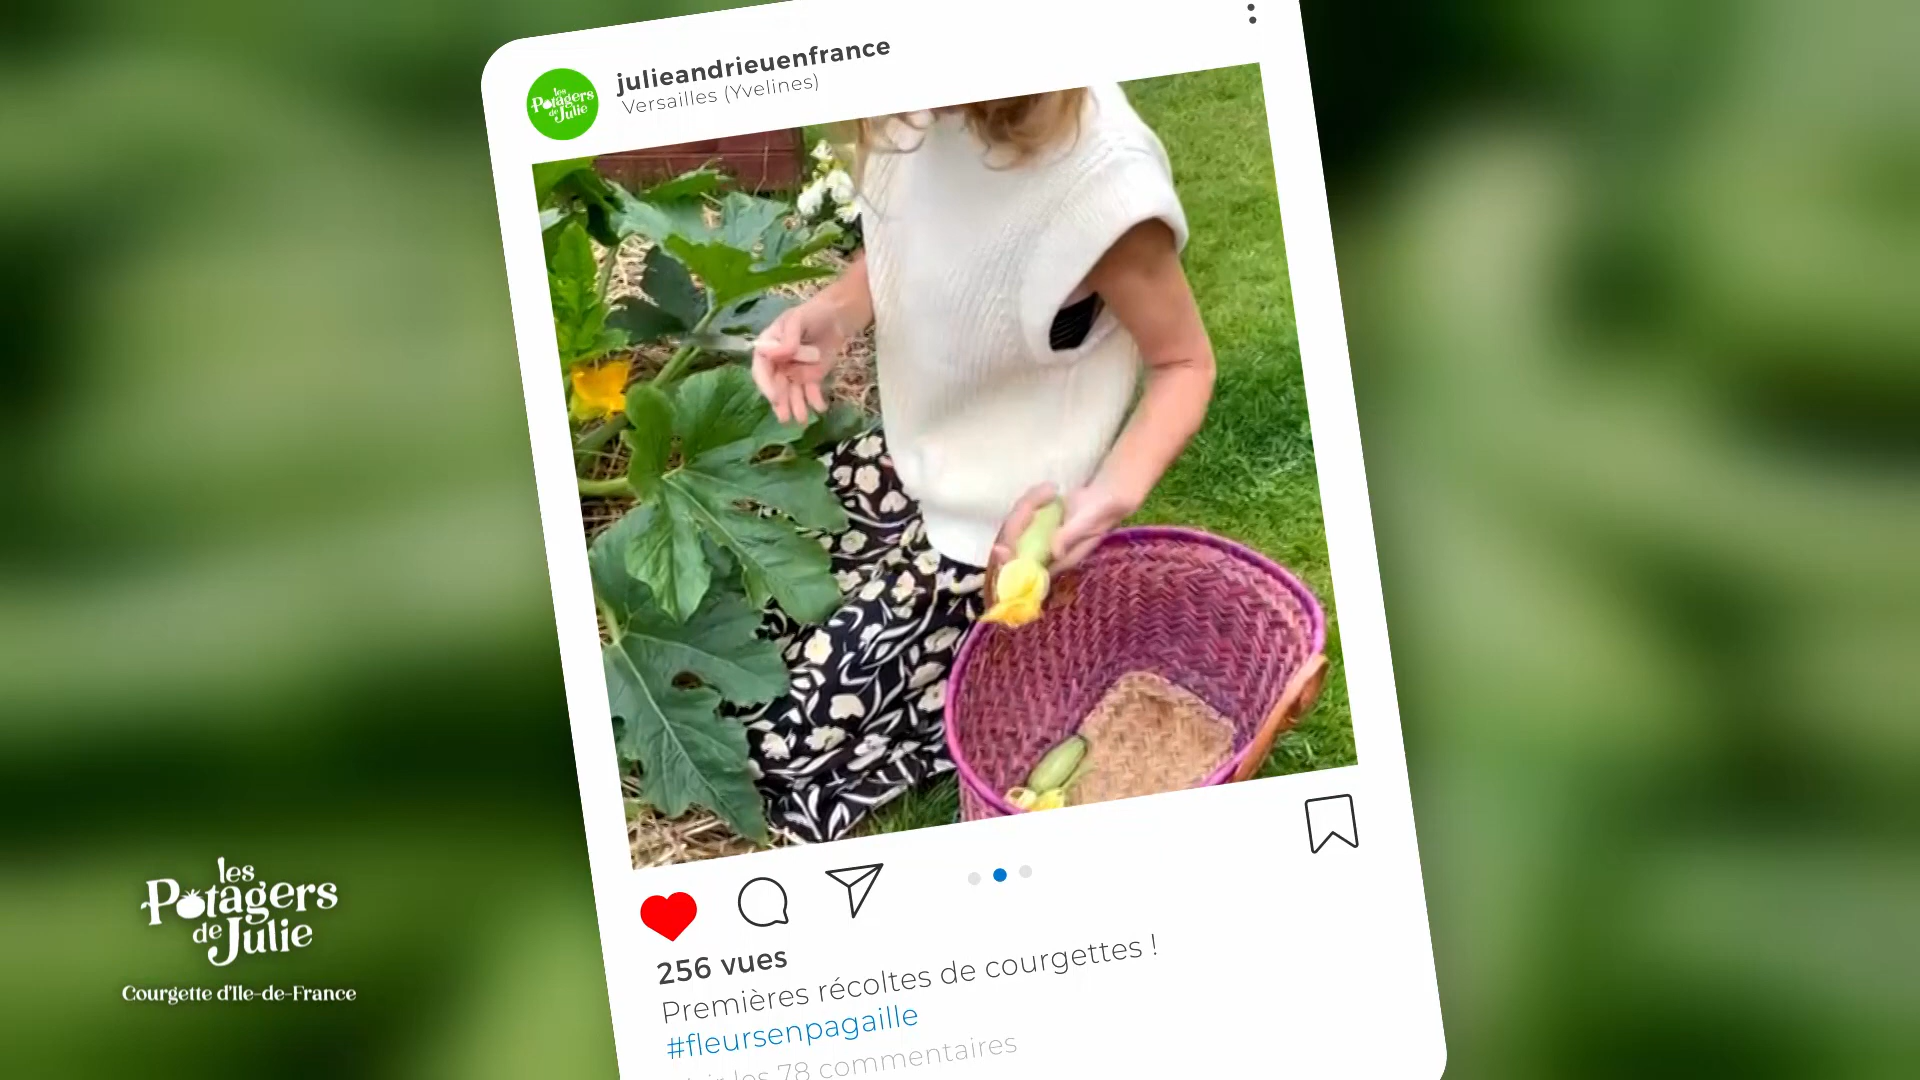 julieandrieuenfrance
Versailles (Yvelines)
les
Potagers
de Julie
256 vues
Premières récoltes de courgettes !
#fleursenpagaille
les 78 commentaires
les
Potagers
de Julie
Courgette d'Ile-de-France